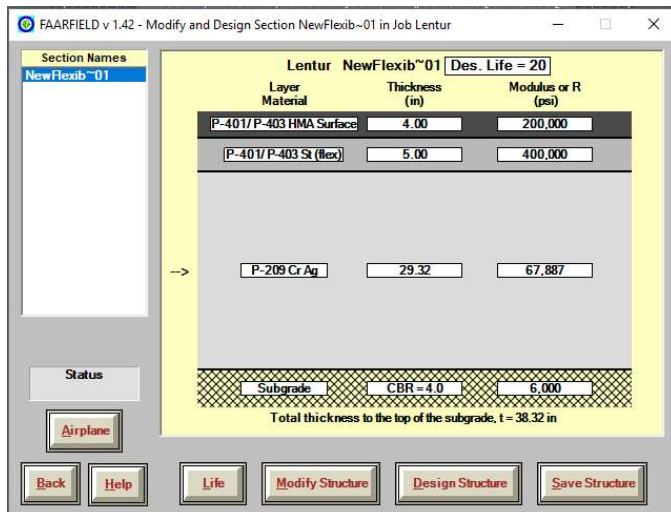 FAARFIELD v 1.42 - Modify and Design Section NewFlexib~01 in Job Lentur
Section Names
NewFlexib~01
Lentur NewFlexib~01 Des. Life = 20
Layer Material Thickness (in) Modulus or R (psi)
P-401/ P-403 HMA Surface 4.00 200,000
P-401/ P-403 St (flex) 5.00 400,000
--> P-209 Cr Ag 29.32 67,887
Subgrade CBR = 4.0 6,000
Total thickness to the top of the subgrade, t = 38.32 in
Status
Airplane
Back Help Life Modify Structure Design Structure Save Structure